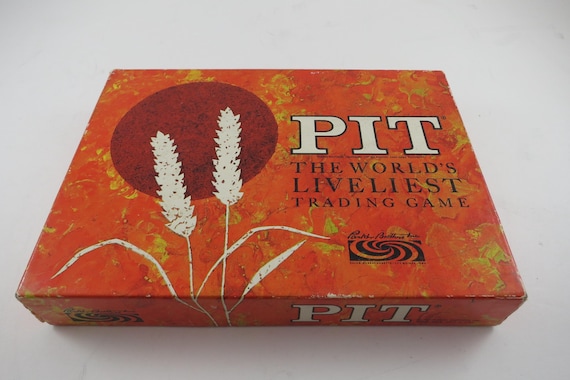 PIT®
THE WORLD'S
LIVELIEST
TRADING GAME
Parker Brothers Inc.
PIT